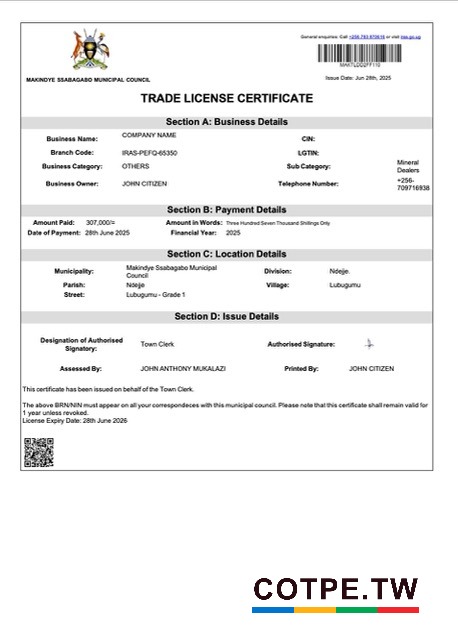 General enquires: Call +256-783 870916 or visit iras.go.ug
MAKINDYE SSABAGABO MUNICIPAL COUNCIL
Issue Date: Jun 28th, 2025
TRADE LICENSE CERTIFICATE
Section A: Business Details
Business Name: COMPANY NAME CIN:
Branch Code: IRAS-PEFQ-65350 LGTIN:
Business Category: OTHERS Sub Category: Mineral Dealers
Business Owner: JOHN CITIZEN Telephone Number: +256-709716938
Section B: Payment Details
Amount Paid: 307,000/= Amount in Words: Three Hundred Seven Thousand Shillings Only
Date of Payment: 28th June 2025 Financial Year: 2025
Section C: Location Details
Municipality: Makindye Ssabagabo Municipal Council Division: Ndejje.
Parish: Ndejje Village: Lubugumu
Street: Lubugumu - Grade 1
Section D: Issue Details
Designation of Authorised Signatory: Town Clerk Authorised Signature:
Assessed By: JOHN ANTHONY MUKALAZI Printed By: JOHN CITIZEN
This certificate has been issued on behalf of the Town Clerk.
The above BRN/NIN must appear on all your correspondeces with this municipal council. Please note that this certificate shall remain valid for
1 year unless revoked.
License Expiry Date: 28th June 2026
COTPE.TW